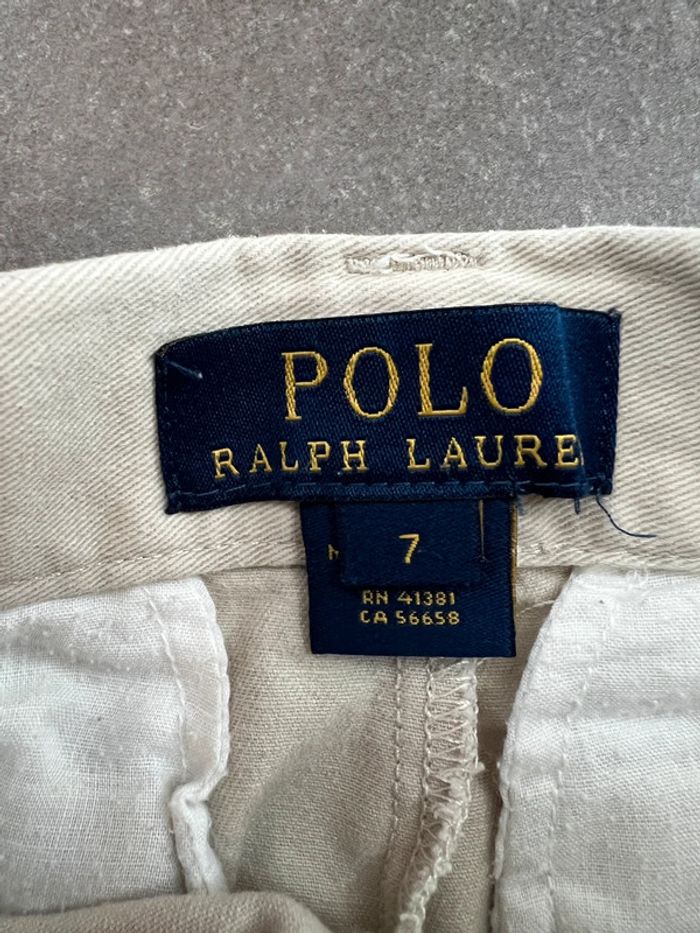 POLO
RALPH LAURE
7
RN 41381
CA 56658